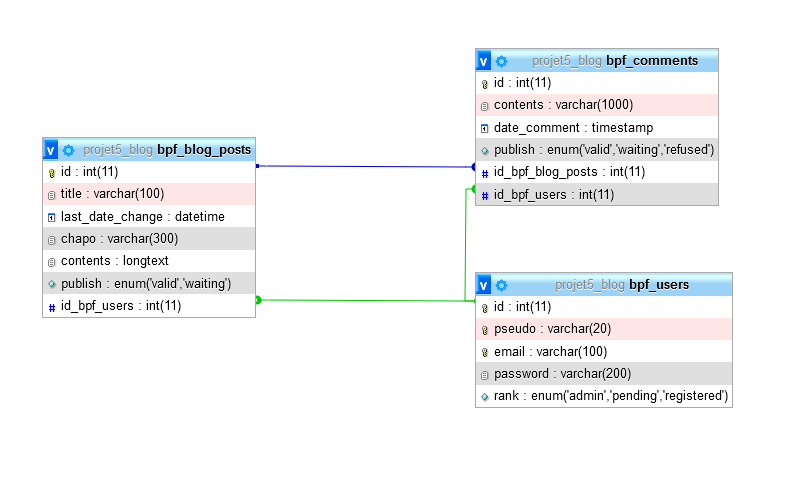 v projet5_blog bpf_comments
id : int(11)
contents : varchar(1000)
date_comment : timestamp
publish : enum('valid','waiting','refused')
# id_bpf_blog_posts : int(11)
# id_bpf_users : int(11)
v projet5_blog bpf_blog_posts
id : int(11)
title : varchar(100)
last_date_change : datetime
chapo : varchar(300)
contents : longtext
publish : enum('valid','waiting')
# id_bpf_users : int(11)
v projet5_blog bpf_users
id : int(11)
pseudo : varchar(20)
email : varchar(100)
password : varchar(200)
rank : enum('admin','pending','registered')